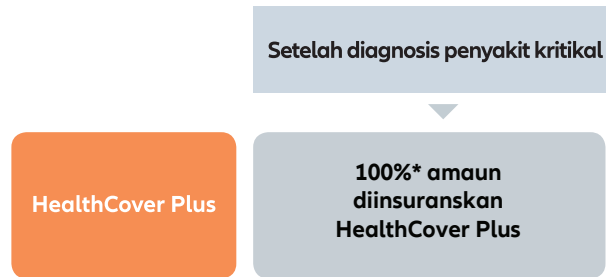 Setelah diagnosis penyakit kritikal
HealthCover Plus
100%* amaun
diinsuranskan
HealthCover Plus